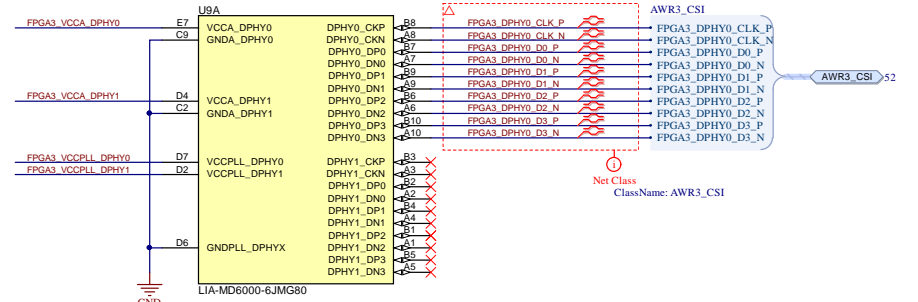 U9A
AWR3_CSI
FPGA3_VCCA_DPHY0 E7 VCCA_DPHY0 DPHY0_CKP B8 FPGA3_DPHY0_CLK_P FPGA3_DPHY0_CLK_P
C9 GNDA_DPHY0 DPHY0_CKN A8 FPGA3_DPHY0_CLK_N FPGA3_DPHY0_CLK_N
DPHY0_DP0 B7 FPGA3_DPHY0_D0_P FPGA3_DPHY0_D0_P
DPHY0_DN0 A7 FPGA3_DPHY0_D0_N FPGA3_DPHY0_D0_N
DPHY0_DP1 B9 FPGA3_DPHY0_D1_P FPGA3_DPHY0_D1_P
AWR3_CSI 52
DPHY0_DN1 A9 FPGA3_DPHY0_D1_N FPGA3_DPHY0_D1_N
FPGA3_VCCA_DPHY1 D4 VCCA_DPHY1 DPHY0_DP2 B6 FPGA3_DPHY0_D2_P FPGA3_DPHY0_D2_P
C2 GNDA_DPHY1 DPHY0_DN2 A6 FPGA3_DPHY0_D2_N FPGA3_DPHY0_D2_N
DPHY0_DP3 B10 FPGA3_DPHY0_D3_P FPGA3_DPHY0_D3_P
DPHY0_DN3 A10 FPGA3_DPHY0_D3_N FPGA3_DPHY0_D3_N
FPGA3_VCCPLL_DPHY0 D7 VCCPLL_DPHY0 DPHY1_CKP B3
FPGA3_VCCPLL_DPHY1 D2 VCCPLL_DPHY1 DPHY1_CKN A3
i
DPHY1_DP0 B2
Net Class
DPHY1_DN0 A2
ClassName: AWR3_CSI
DPHY1_DP1 B4
DPHY1_DN1 A4
DPHY1_DP2 B1
D6 GNDPLL_DPHYX DPHY1_DN2 A1
DPHY1_DP3 B5
DPHY1_DN3 A5
LIA-MD6000-6JMG80
GND